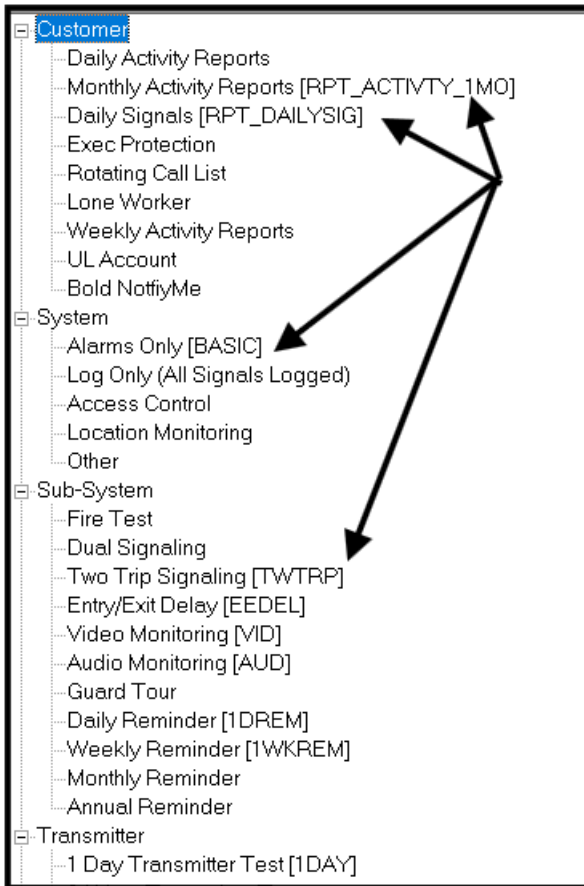 Customer
Daily Activity Reports
Monthly Activity Reports [RPT_ACTIVTY_1MO]
Daily Signals [RPT_DAILYSIG]
Exec Protection
Rotating Call List
Lone Worker
Weekly Activity Reports
UL Account
Bold NotfiyMe
System
Alarms Only [BASIC]
Log Only (All Signals Logged)
Access Control
Location Monitoring
Other
Sub-System
Fire Test
Dual Signaling
Two Trip Signaling [TWTRP]
Entry/Exit Delay [EEDEL]
Video Monitoring [VID]
Audio Monitoring [AUD]
Guard Tour
Daily Reminder [1DREM]
Weekly Reminder [1WKREM]
Monthly Reminder
Annual Reminder
Transmitter
1 Day Transmitter Test [1DAY]